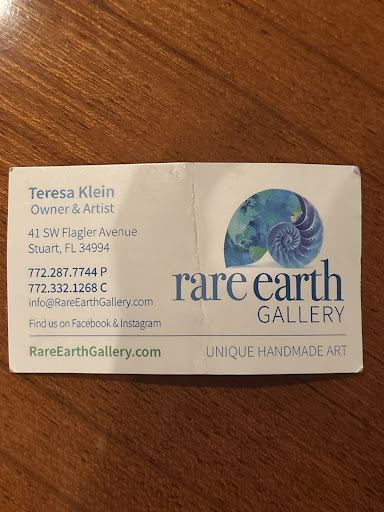 Teresa Klein
Owner & Artist
41 SW Flagler Avenue
Stuart, FL 34994
772.287.7744 P
772.332.1268 C
info@RareEarthGallery.com
Find us on Facebook & Instagram
RareEarthGallery.com
rare earth
GALLERY
UNIQUE HANDMADE ART